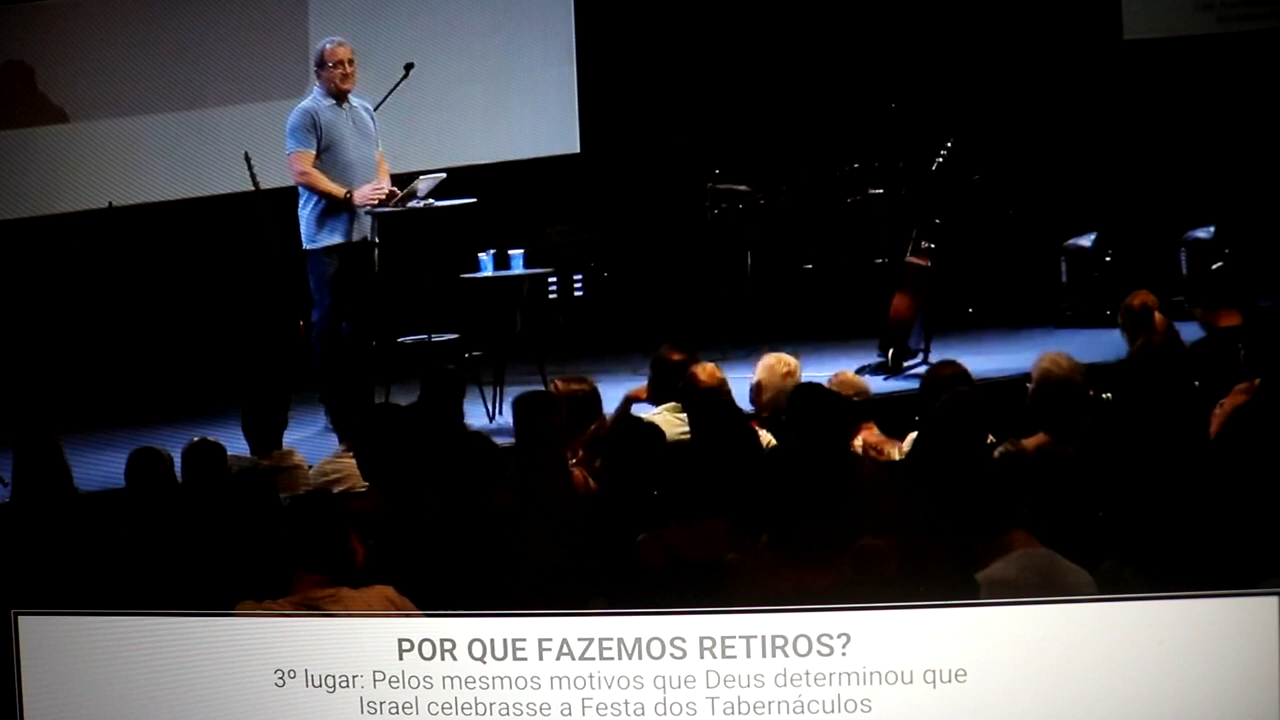 POR QUE FAZEMOS RETIROS?
3º lugar: Pelos mesmos motivos que Deus determinou que
Israel celebrasse a Festa dos Tabernáculos